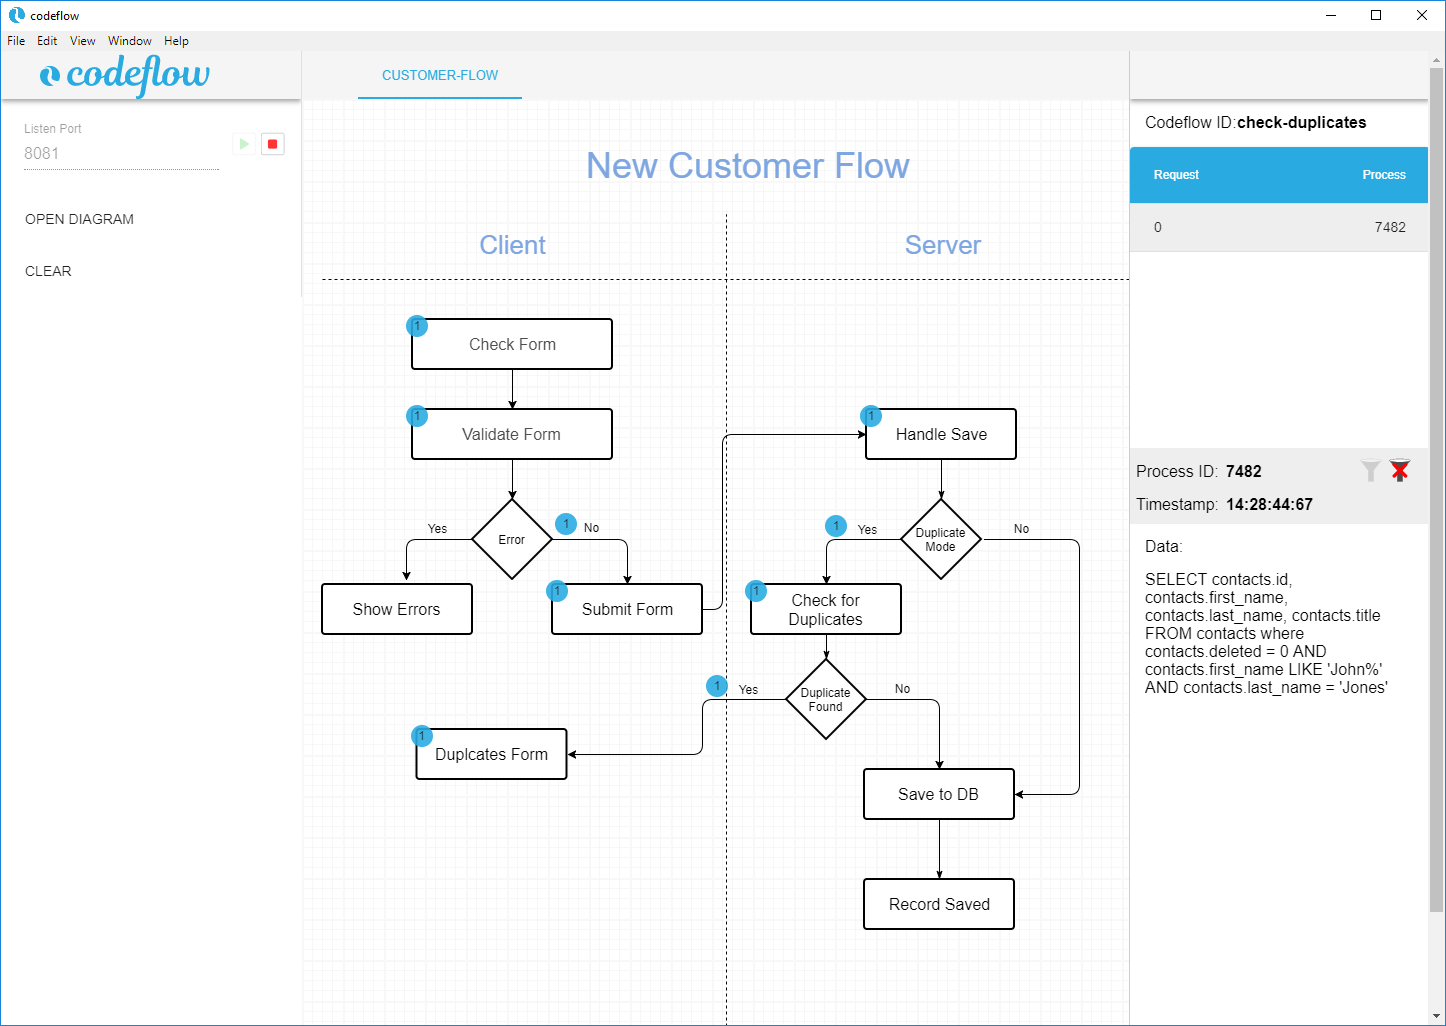 codeflow
File Edit View Window Help
codeflow
CUSTOMER-FLOW
Listen Port
8081
OPEN DIAGRAM
CLEAR
New Customer Flow
Client
Server
1
Check Form
1
Validate Form
1
Handle Save
Yes
Error
1
No
1
Yes
Duplicate
Mode
No
Show Errors
1
Submit Form
1
Check for
Duplicates
1
Yes
Duplicate
Found
No
1
Duplcates Form
Save to DB
Record Saved
Codeflow ID:check-duplicates
Request Process
0 7482
Process ID: 7482
Timestamp: 14:28:44:67
Data:
SELECT contacts.id,
contacts.first_name,
contacts.last_name, contacts.title
FROM contacts where
contacts.deleted = 0 AND
contacts.first_name LIKE 'John%'
AND contacts.last_name = 'Jones'